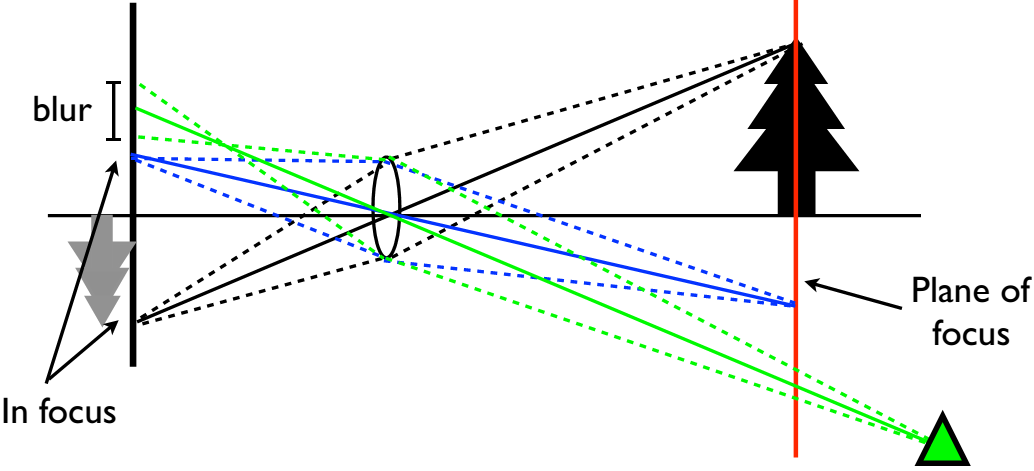 blur
Plane of
focus
In focus